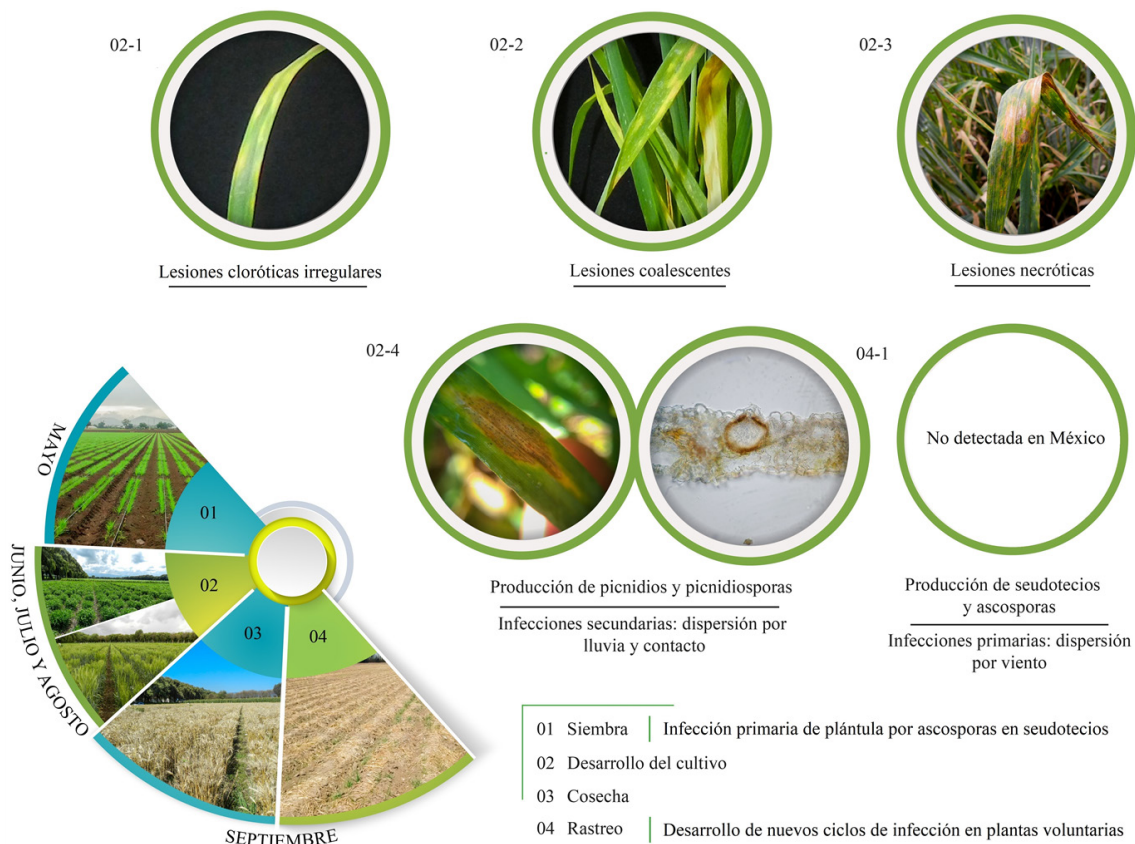 02-1
02-2
02-3
Lesiones cloróticas irregulares
Lesiones coalescentes
Lesiones necróticas
02-4
04-1
No detectada en México
Producción de picnidios y picnidiosporas
Infecciones secundarias: dispersión por
lluvia y contacto
Producción de seudotecios
y ascosporas
Infecciones primarias: dispersión
por viento
MAYO
JUNIO, JULIO Y AGOSTO
SEPTIEMBRE
01
02
03
04
01 Siembra Infección primaria de plántula por ascosporas en seudotecios
02 Desarrollo del cultivo
03 Cosecha
04 Rastreo Desarrollo de nuevos ciclos de infección en plantas voluntarias